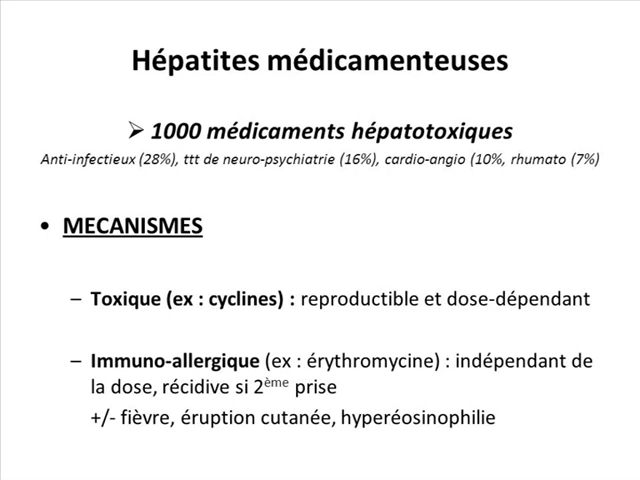 Hépatites médicamenteuses
➢ 1000 médicaments hépatotoxiques
Anti-infectieux (28%), ttt de neuro-psychiatrie (16%), cardio-angio (10%, rhumato (7%)
• MECANISMES
– Toxique (ex : cyclines) : reproductible et dose-dépendant
– Immuno-allergique (ex : érythromycine) : indépendant de
la dose, récidive si 2ème prise
+/- fièvre, éruption cutanée, hyperéosinophilie